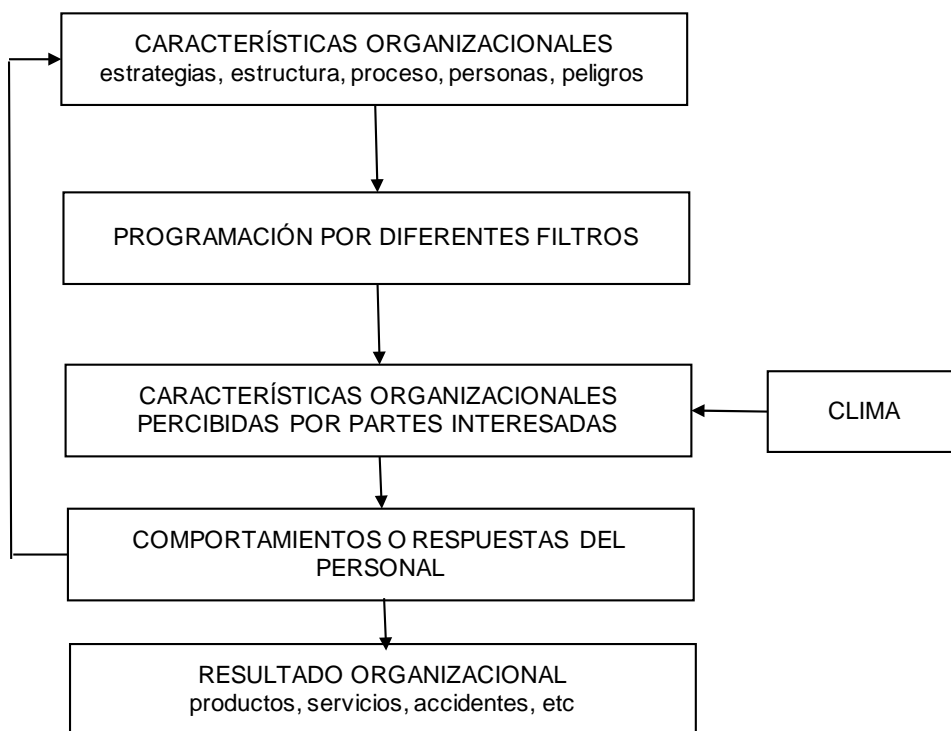 CARACTERÍSTICAS ORGANIZACIONALES
estrategias, estructura, proceso, personas, peligros
PROGRAMACIÓN POR DIFERENTES FILTROS
CARACTERÍSTICAS ORGANIZACIONALES
PERCIBIDAS POR PARTES INTERESADAS
CLIMA
COMPORTAMIENTOS O RESPUESTAS DEL
PERSONAL
RESULTADO ORGANIZACIONAL
productos, servicios, accidentes, etc